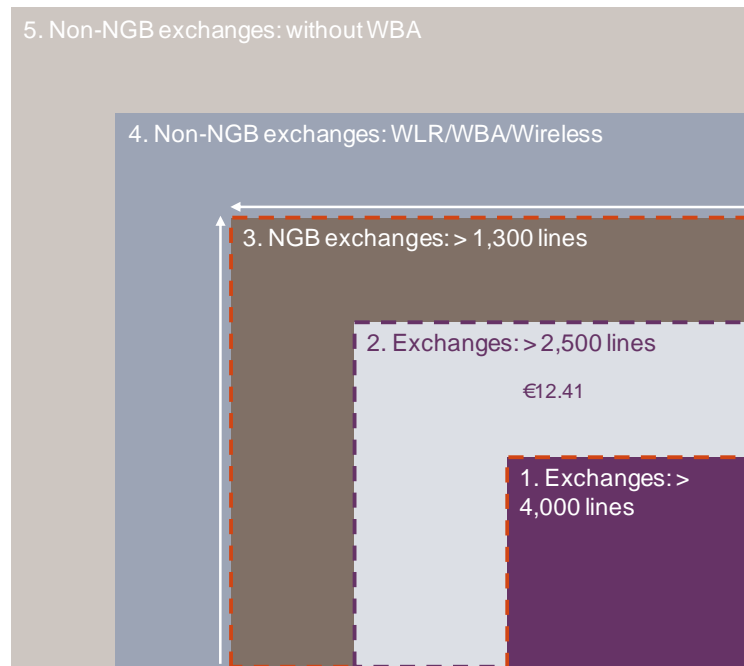 5. Non-NGB exchanges: without WBA
4. Non-NGB exchanges: WLR/WBA/Wireless
3. NGB exchanges: > 1,300 lines
2. Exchanges: > 2,500 lines
€12.41
1. Exchanges: >
4,000 lines